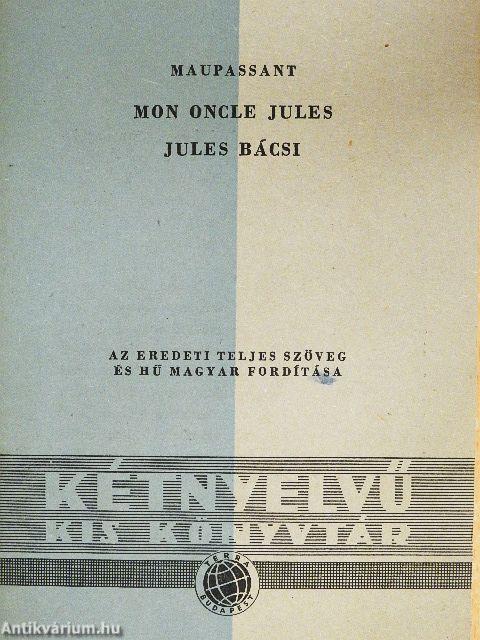 MAUPASSANT
MON ONCLE JULES
JULES BÁCSI
AZ EREDETI TELJES SZÖVEG
ÉS HŰ MAGYAR FORDÍTÁSA
KÉTNYELVŰ
KIS KÖNYVTÁR
TERRA
BUDAPEST
Antikvárium.hu